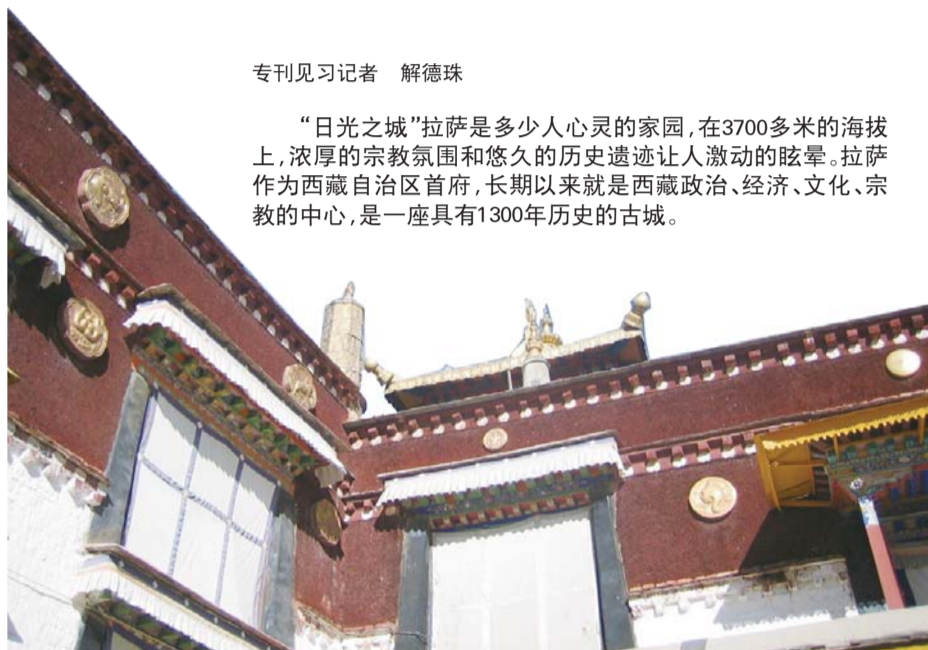 专刊见习记者 解德珠
“日光之城”拉萨是多少人心灵的家园,在3700多米的海拔
上,浓厚的宗教氛围和悠久的历史遗迹让人激动的眩晕。拉萨
作为西藏自治区首府,长期以来就是西藏政治、经济、文化、宗
教的中心,是一座具有1300年历史的古城。